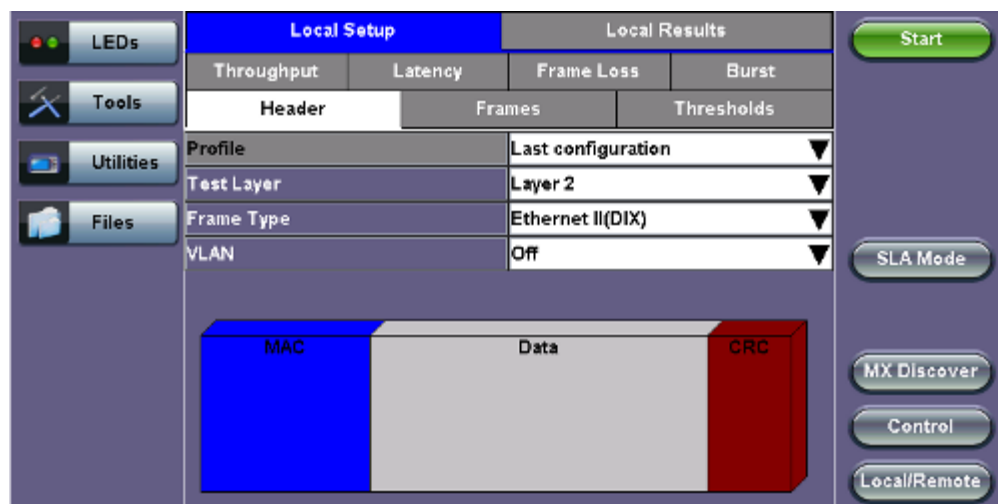 LEDs
Tools
Utilities
Files
Local Setup
Local Results
Throughput
Latency
Frame Loss
Burst
Header
Frames
Thresholds
Profile
Last configuration
Test Layer
Layer 2
Frame Type
Ethernet II(DIX)
VLAN
Off
MAC
Data
CRC
Start
SLA Mode
MX Discover
Control
Local/Remote